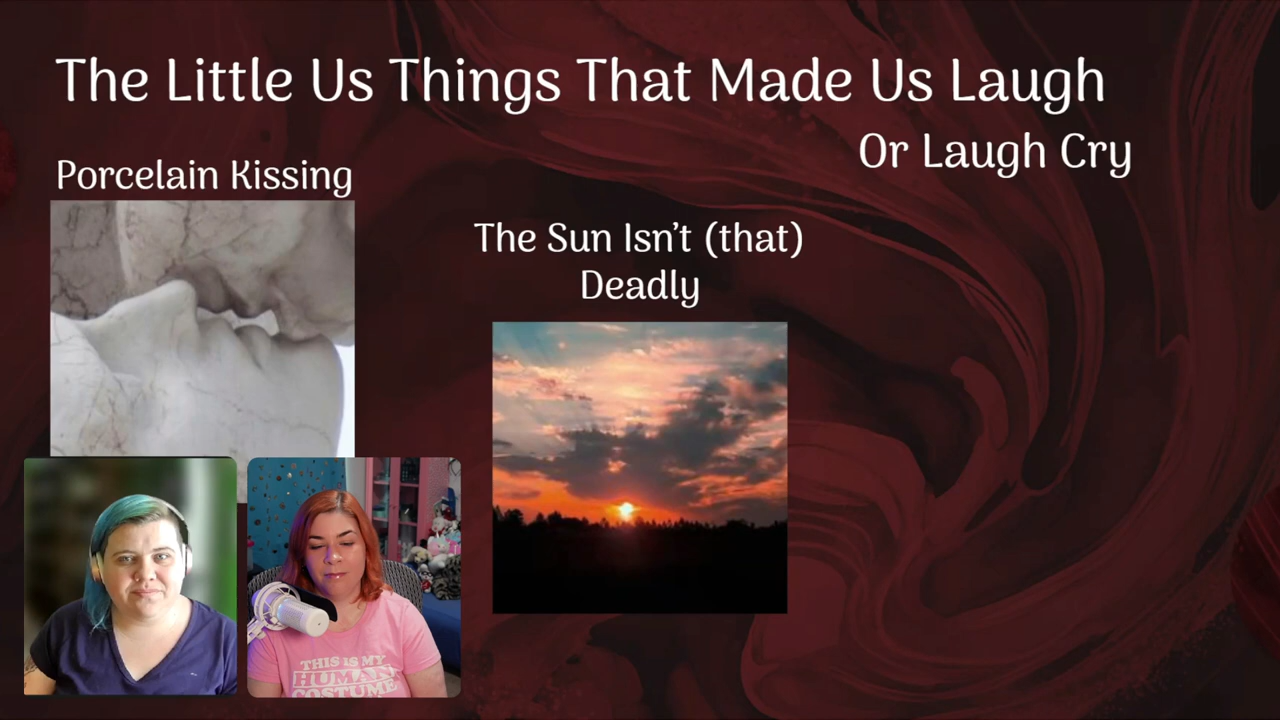 The Little Us Things That Made Us Laugh
Or Laugh Cry
Porcelain Kissing
The Sun Isn't (that)
Deadly
THIS IS MY
HUMAN
COSTUME